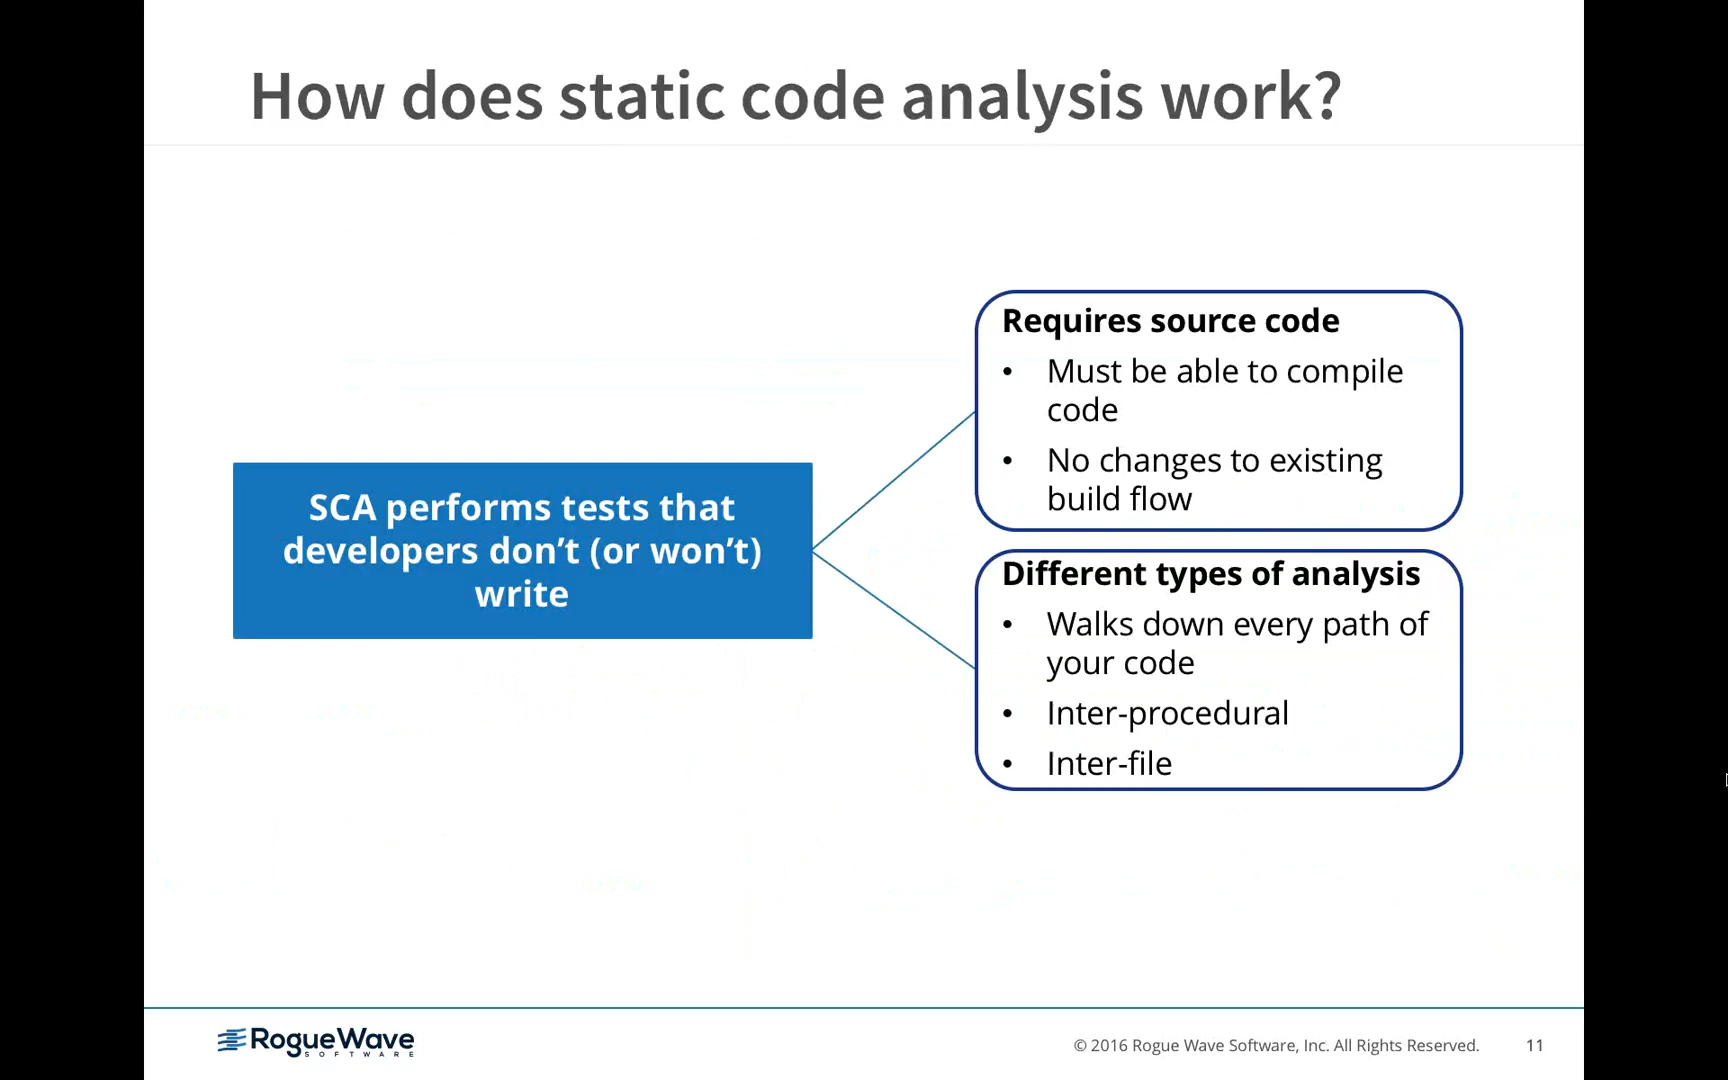 How does static code analysis work?
SCA performs tests that
developers don’t (or won’t)
write
Requires source code
• Must be able to compile
code
• No changes to existing
build flow
Different types of analysis
• Walks down every path of
your code
• Inter-procedural
• Inter-file
RogueWave
SOFTWARE
© 2016 Rogue Wave Software, Inc. All Rights Reserved. 11